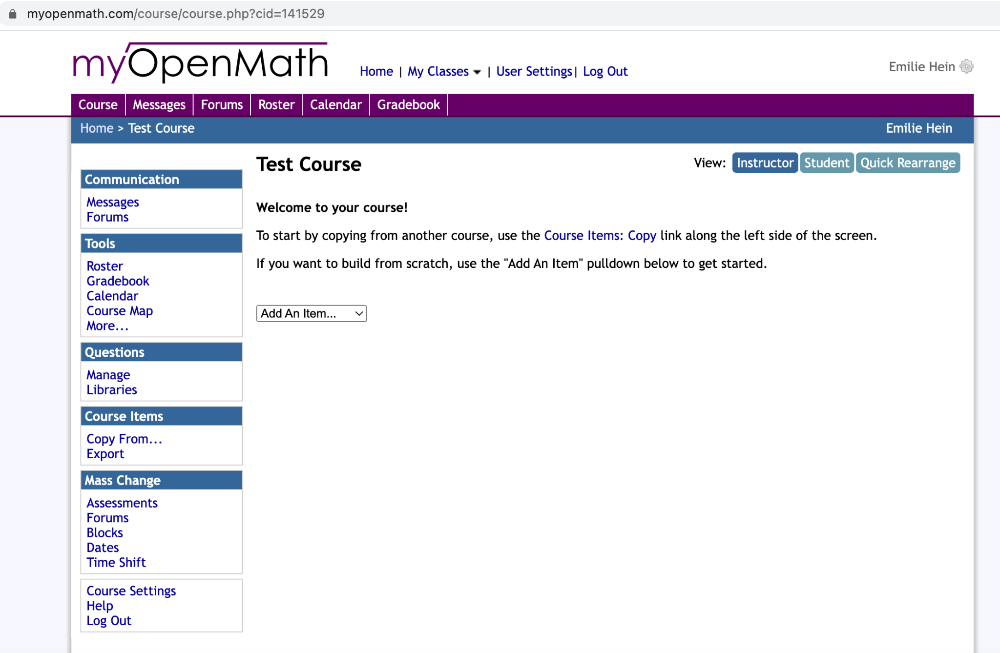 myopenmath.com/course/course.php?cid=141529
myOpenMath
Home | My Classes | User Settings | Log Out
Emilie Hein
Course Messages Forums Roster Calendar Gradebook
Home > Test Course
Emilie Hein
Test Course
View: Instructor Student Quick Rearrange
Communication
Messages
Forums
Tools
Roster
Gradebook
Calendar
Course Map
More...
Questions
Manage
Libraries
Course Items
Copy From...
Export
Mass Change
Assessments
Forums
Blocks
Dates
Time Shift
Course Settings
Help
Log Out
Welcome to your course!
To start by copying from another course, use the Course Items: Copy link along the left side of the screen.
If you want to build from scratch, use the "Add An Item" pulldown below to get started.
Add An Item...